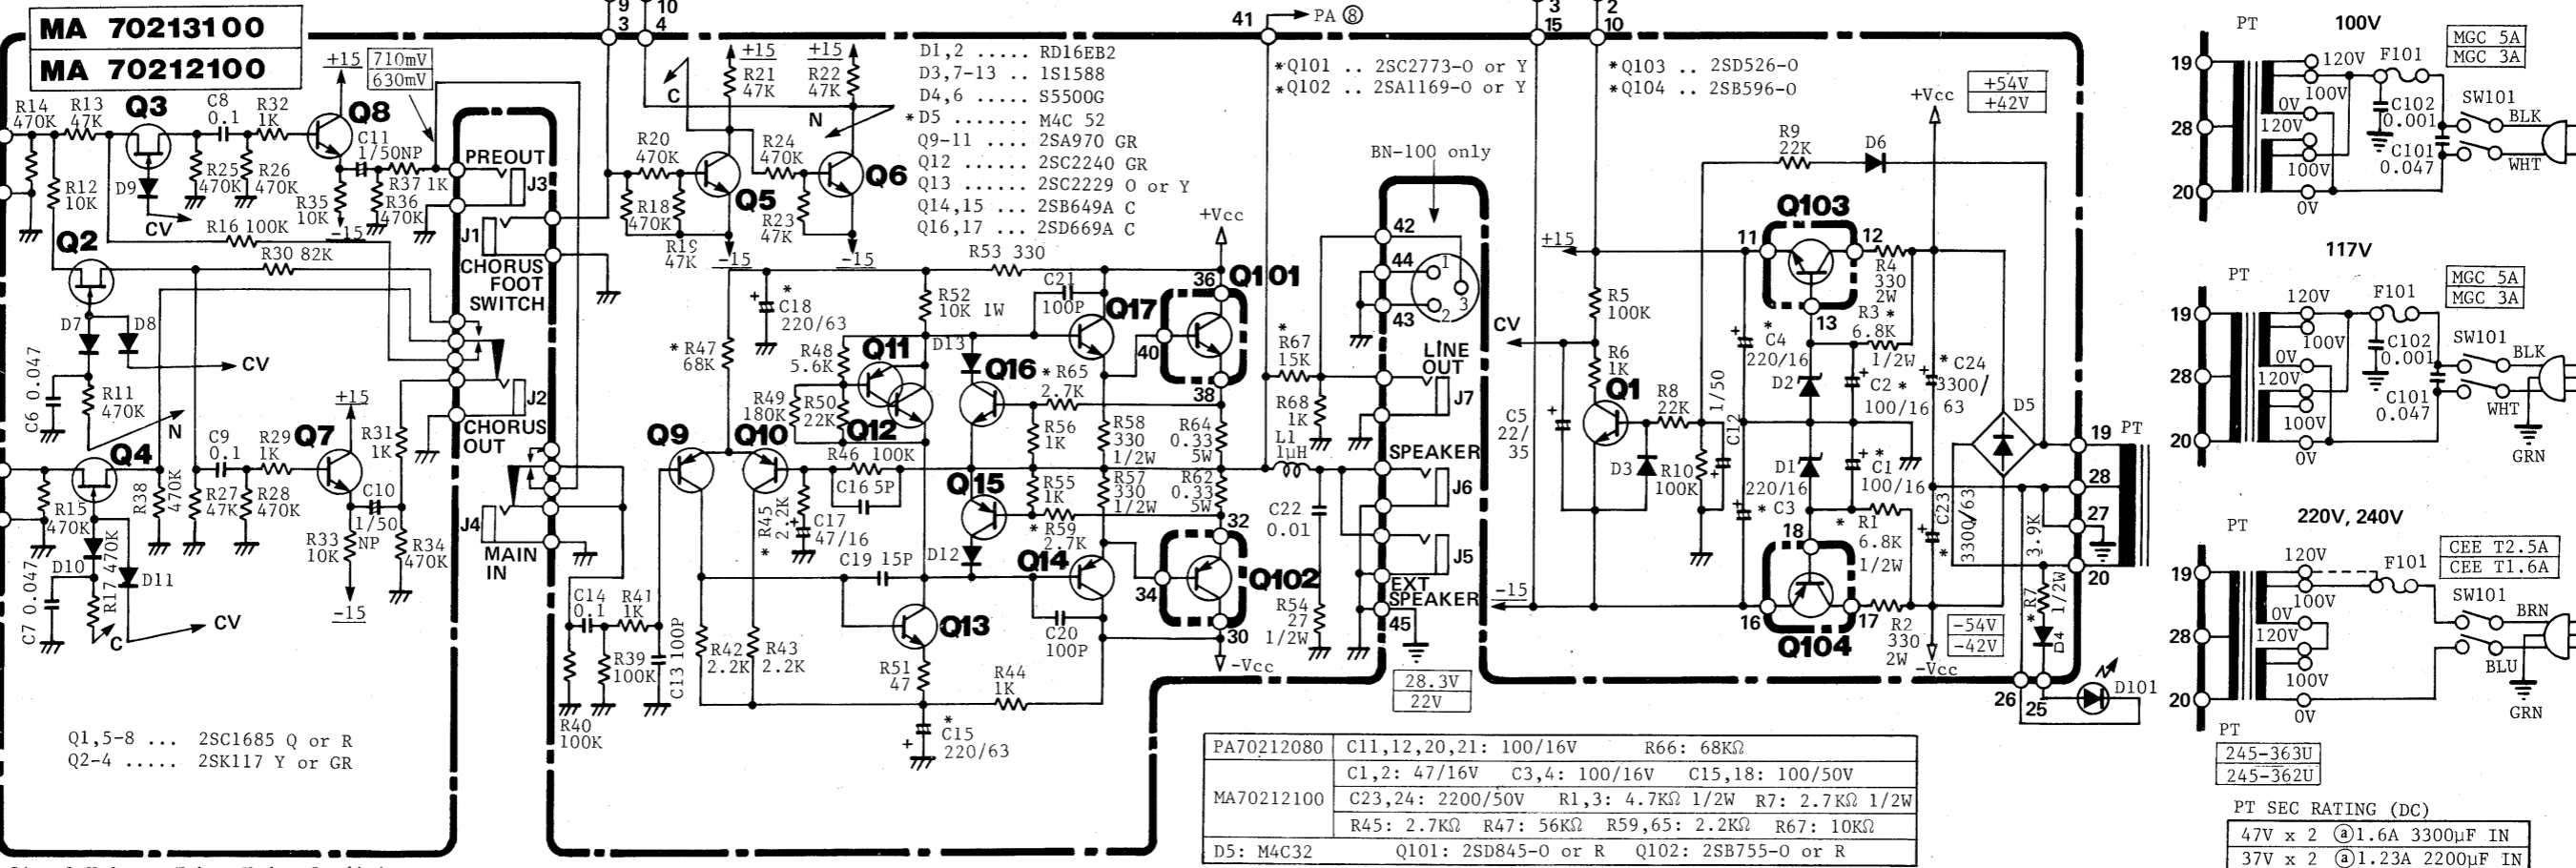 MA 70213100
MA 70212100
+15
710mV
630mV
R14
470K
R13
47K
Q3
C8
0.1
R32
1K
Q8
C11
1/50NP
R25
470K
R26
470K
R37 1K
R36
470K
R35
10K
-15
D9
CV
R12
10K
R16 100K
Q2
R30 82K
D7
D8
CV
C6 0.047
R11
470K
N
Q4
C9
0.1
R29
1K
Q7
+15
R31
1K
R15
470K
R38
470K
R27
47K
R28
470K
C10
1/50
NP
R33
10K
R34
470K
-15
D10
D11
C7 0.047
R17 470K
C
CV
Q1,5-8 ... 2SC1685 Q or R
Q2-4 ..... 2SK117 Y or GR
PREOUT
J3
J1
CHORUS
FOOT
SWITCH
J2
CHORUS
OUT
J4
MAIN
IN
9
3
10
4
C
+15
R21
47K
+15
R22
47K
N
R20
470K
R24
470K
Q5
Q6
R18
470K
R19
47K
R23
47K
-15
-15
D1,2 ..... RD16EB2
D3,7-13 .. 1S1588
D4,6 ..... S5500G
*D5 ....... M4C 52
Q9-11 .... 2SA970 GR
Q12 ...... 2SC2240 GR
Q13 ...... 2SC2229 O or Y
Q14,15 ... 2SB649A C
Q16,17 ... 2SD669A C
41
PA ⑧
*Q101 .. 2SC2773-O or Y
*Q102 .. 2SA1169-O or Y
+Vcc
R53 330
*
C18
220/63
R52
10K 1W
C21
100P
Q17
36
Q101
40
38
*R47
68K
R48
5.6K
Q11
D13
Q16
*R65
2.7K
R49
180K
R50
22K
Q12
R56
1K
R58
330
1/2W
R64
0.33
5W
Q9
Q10
R46 100K
C16 5P
*R45
2.2K
C17
47/16
Q15
R55
1K
*R59
2.7K
R57
330
1/2W
R62
0.33
5W
C19 15P
D12
Q14
32
Q102
34
30
-Vcc
C14
0.1
R41
1K
R39
100K
R40
100K
C13 100P
R42
2.2K
R43
2.2K
Q13
R51
47
R44
1K
C20
100P
*
C15
220/63
*
R67
15K
R68
1K
L1
1µH
C22
0.01
R54
27
1/2W
BN-100 only
42
44
43
1
2
3
LINE
OUT
J7
SPEAKER
J6
J5
EXT
SPEAKER
45
28.3V
22V
3
15
2
10
*Q103 .. 2SD526-O
*Q104 .. 2SB596-O
+Vcc
+54V
+42V
R9
22K
D6
+15
Q103
11
12
13
R4
330
2W
R3 *
6.8K
1/2W
R5
100K
CV
R6
1K
Q1
R8
22K
1/50
C12
C5
22/
35
D3
R10
100K
*
C4
220/16
D2
C2 *
100/16
*
C24
3300/
63
D5
D1
220/16
* C3
*
C1
100/16
*
R1
6.8K
1/2W
C23
3300/63
*
18
Q104
16
17
R2
330
2W
-15
-54V
-42V
-Vcc
3.9K
*R7
1/2W
D4
19
PT
28
27
20
26
25
D101
PT
100V
19
28
20
120V
100V
0V
120V
100V
0V
F101
C102
0.001
C101
0.047
MGC 5A
MGC 3A
SW101
BLK
WHT
117V
PT
19
28
20
120V
100V
0V
120V
100V
0V
F101
C102
0.001
C101
0.047
MGC 5A
MGC 3A
SW101
BLK
WHT
GRN
220V, 240V
PT
19
28
20
120V
100V
0V
120V
100V
0V
F101
CEE T2.5A
CEE T1.6A
SW101
BRN
BLU
GRN
PT
245-363U
245-362U
PT SEC RATING (DC)
47V x 2 ⓐ1.6A 3300µF IN
37V x 2 ⓐ1.23A 2200µF IN
PA70212080 C11,12,20,21: 100/16V R66: 68KΩ
MA70212100 C1,2: 47/16V C3,4: 100/16V C15,18: 100/50V
C23,24: 2200/50V R1,3: 4.7KΩ 1/2W R7: 2.7KΩ 1/2W
R45: 2.7KΩ R47: 56KΩ R59,65: 2.2KΩ R67: 10KΩ
D5: M4C32 Q101: 2SD845-O or R Q102: 2SB755-O or R